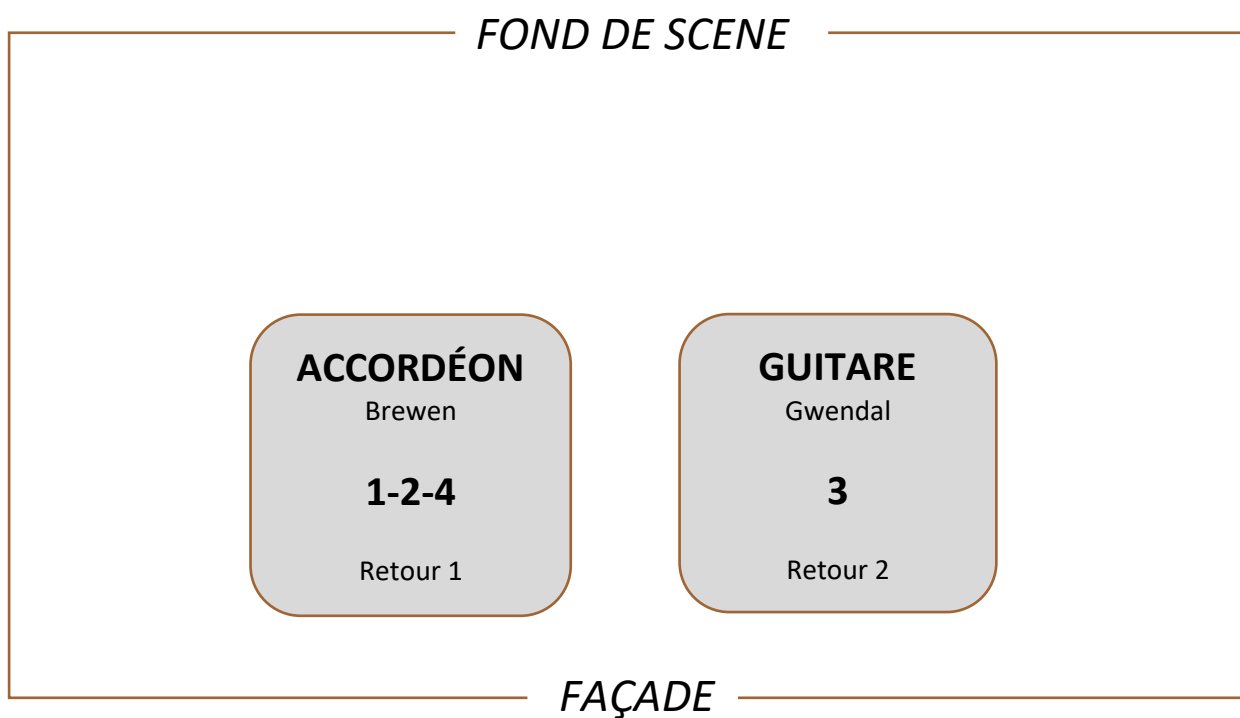 FOND DE SCENE
ACCORDÉON
Brewen
1-2-4
Retour 1
GUITARE
Gwendal
3
Retour 2
FAÇADE